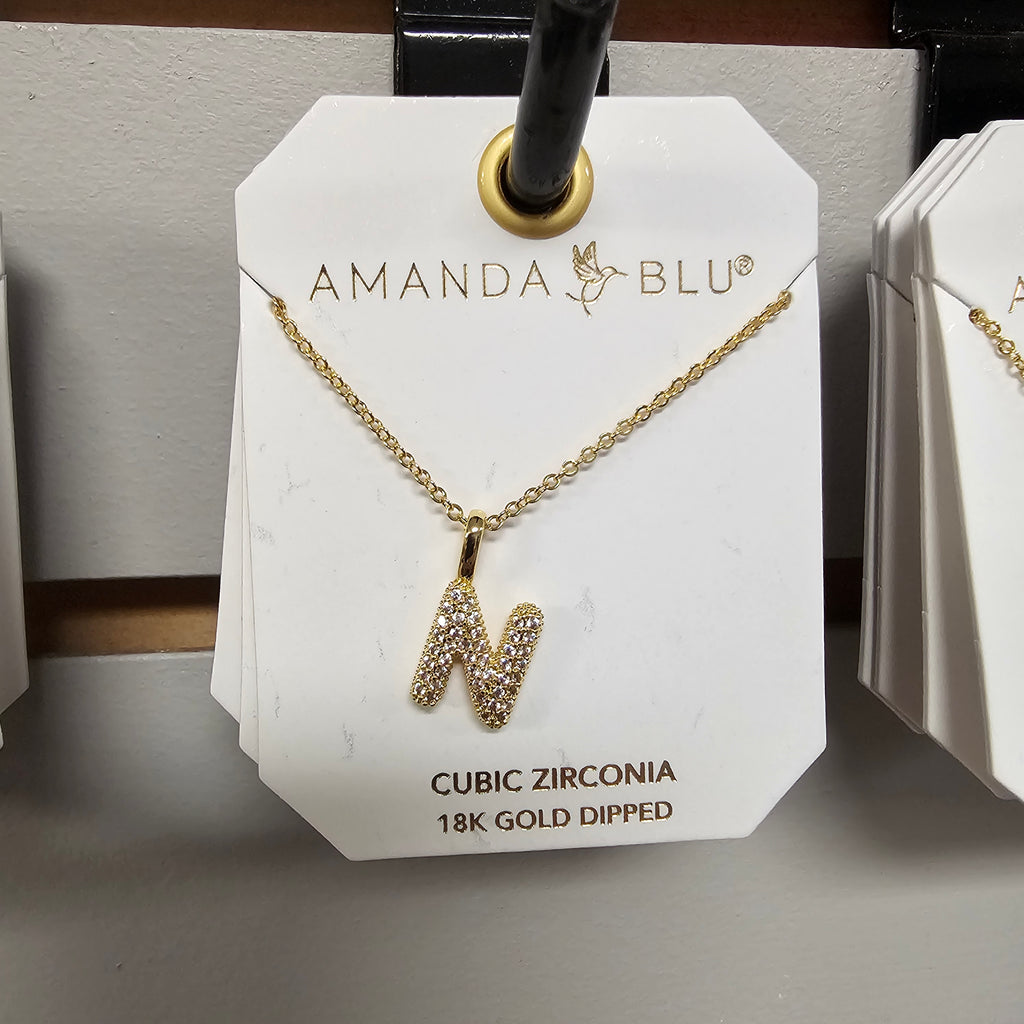 AMANDA BLU®
N
CUBIC ZIRCONIA
18K GOLD DIPPED